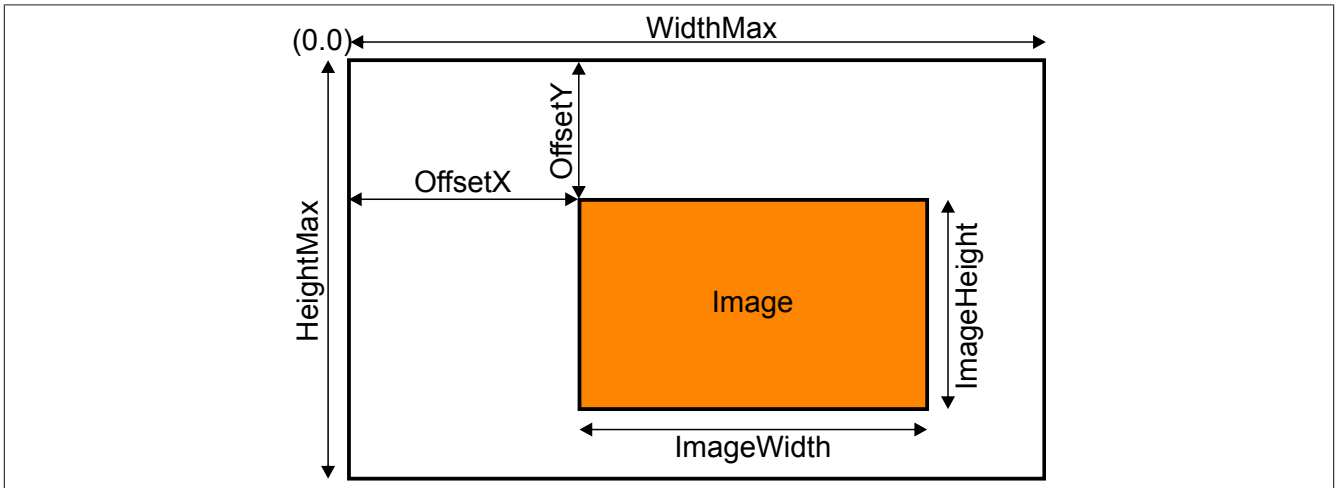 (0.0)
WidthMax
OffsetY
OffsetX
HeightMax
Image
ImageHeight
ImageWidth